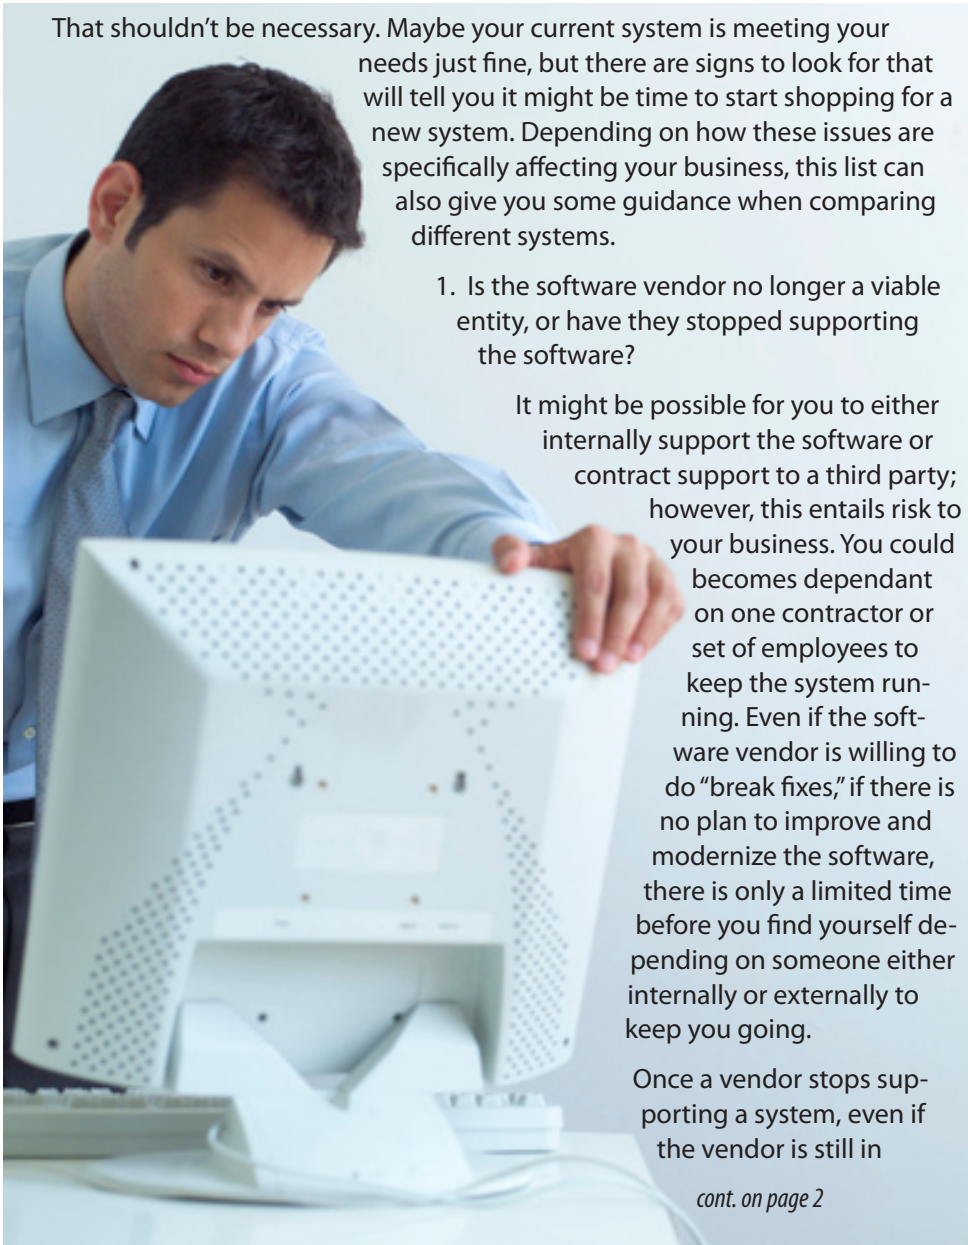 That shouldn’t be necessary. Maybe your current system is meeting your
needs just fine, but there are signs to look for that
will tell you it might be time to start shopping for a
new system. Depending on how these issues are
specifically affecting your business, this list can
also give you some guidance when comparing
different systems.
1. Is the software vendor no longer a viable
entity, or have they stopped supporting
the software?
It might be possible for you to either
internally support the software or
contract support to a third party;
however, this entails risk to
your business. You could
becomes dependant
on one contractor or
set of employees to
keep the system run-
ning. Even if the soft-
ware vendor is willing to
do “break fixes,” if there is
no plan to improve and
modernize the software,
there is only a limited time
before you find yourself de-
pending on someone either
internally or externally to
keep you going.
Once a vendor stops sup-
porting a system, even if
the vendor is still in
cont. on page 2